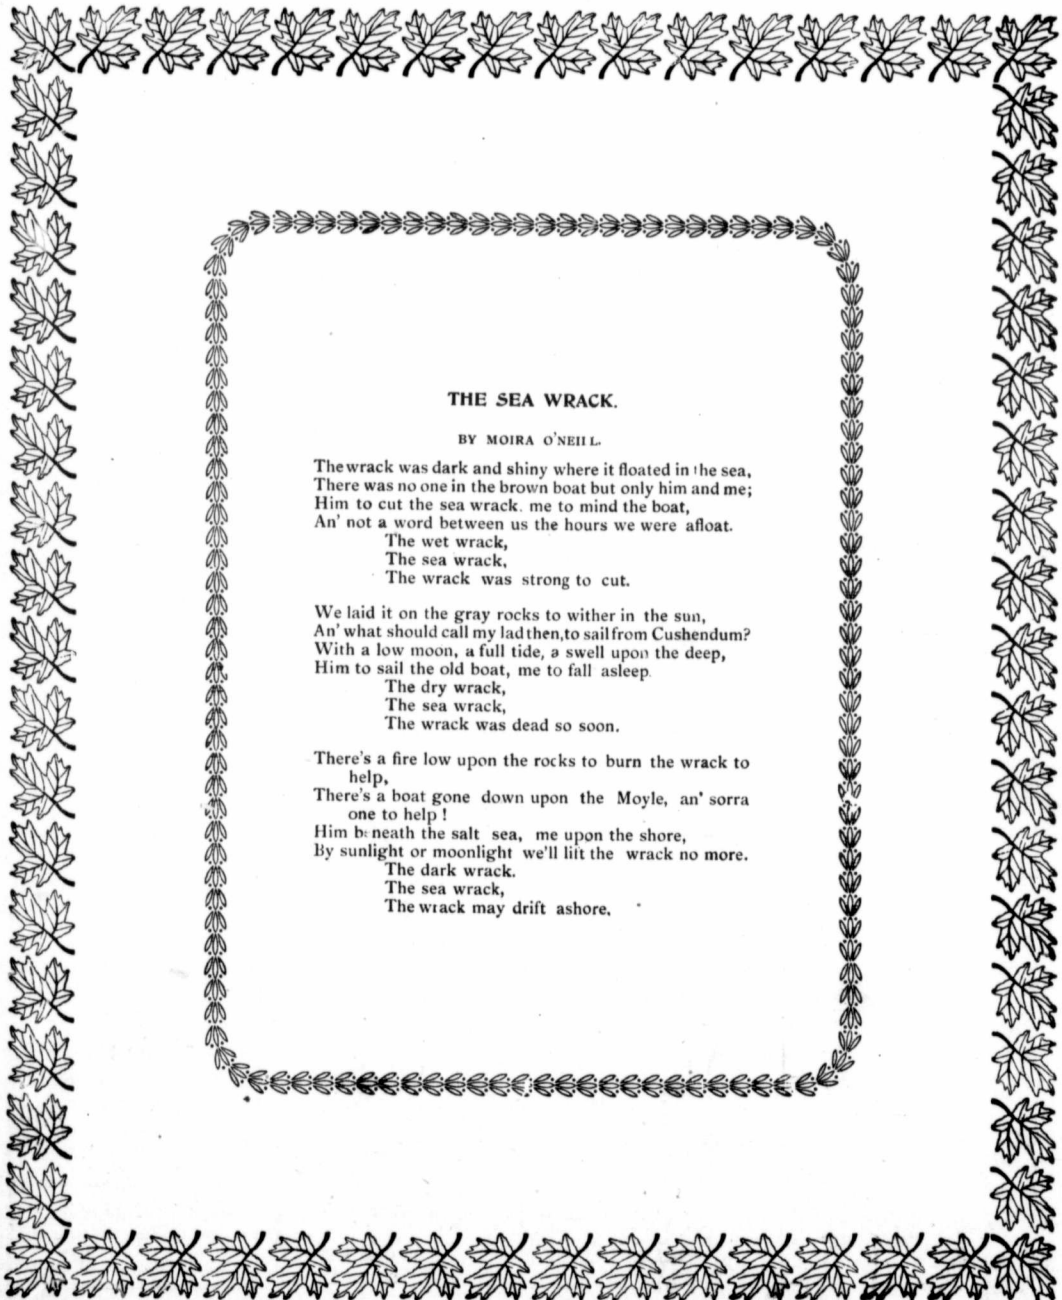 THE SEA WRACK.
BY MOIRA O'NEILL.
The wrack was dark and shiny where it floated in the sea,
There was no one in the brown boat but only him and me;
Him to cut the sea wrack. me to mind the boat,
An' not a word between us the hours we were afloat.
The wet wrack,
The sea wrack,
The wrack was strong to cut.
We laid it on the gray rocks to wither in the sun,
An' what should call my lad then, to sail from Cushendum?
With a low moon, a full tide, a swell upon the deep,
Him to sail the old boat, me to fall asleep.
The dry wrack,
The sea wrack,
The wrack was dead so soon.
There's a fire low upon the rocks to burn the wrack to
help,
There's a boat gone down upon the Moyle, an' sorra
one to help !
Him beneath the salt sea, me upon the shore,
By sunlight or moonlight we'll lift the wrack no more.
The dark wrack.
The sea wrack,
The wrack may drift ashore.